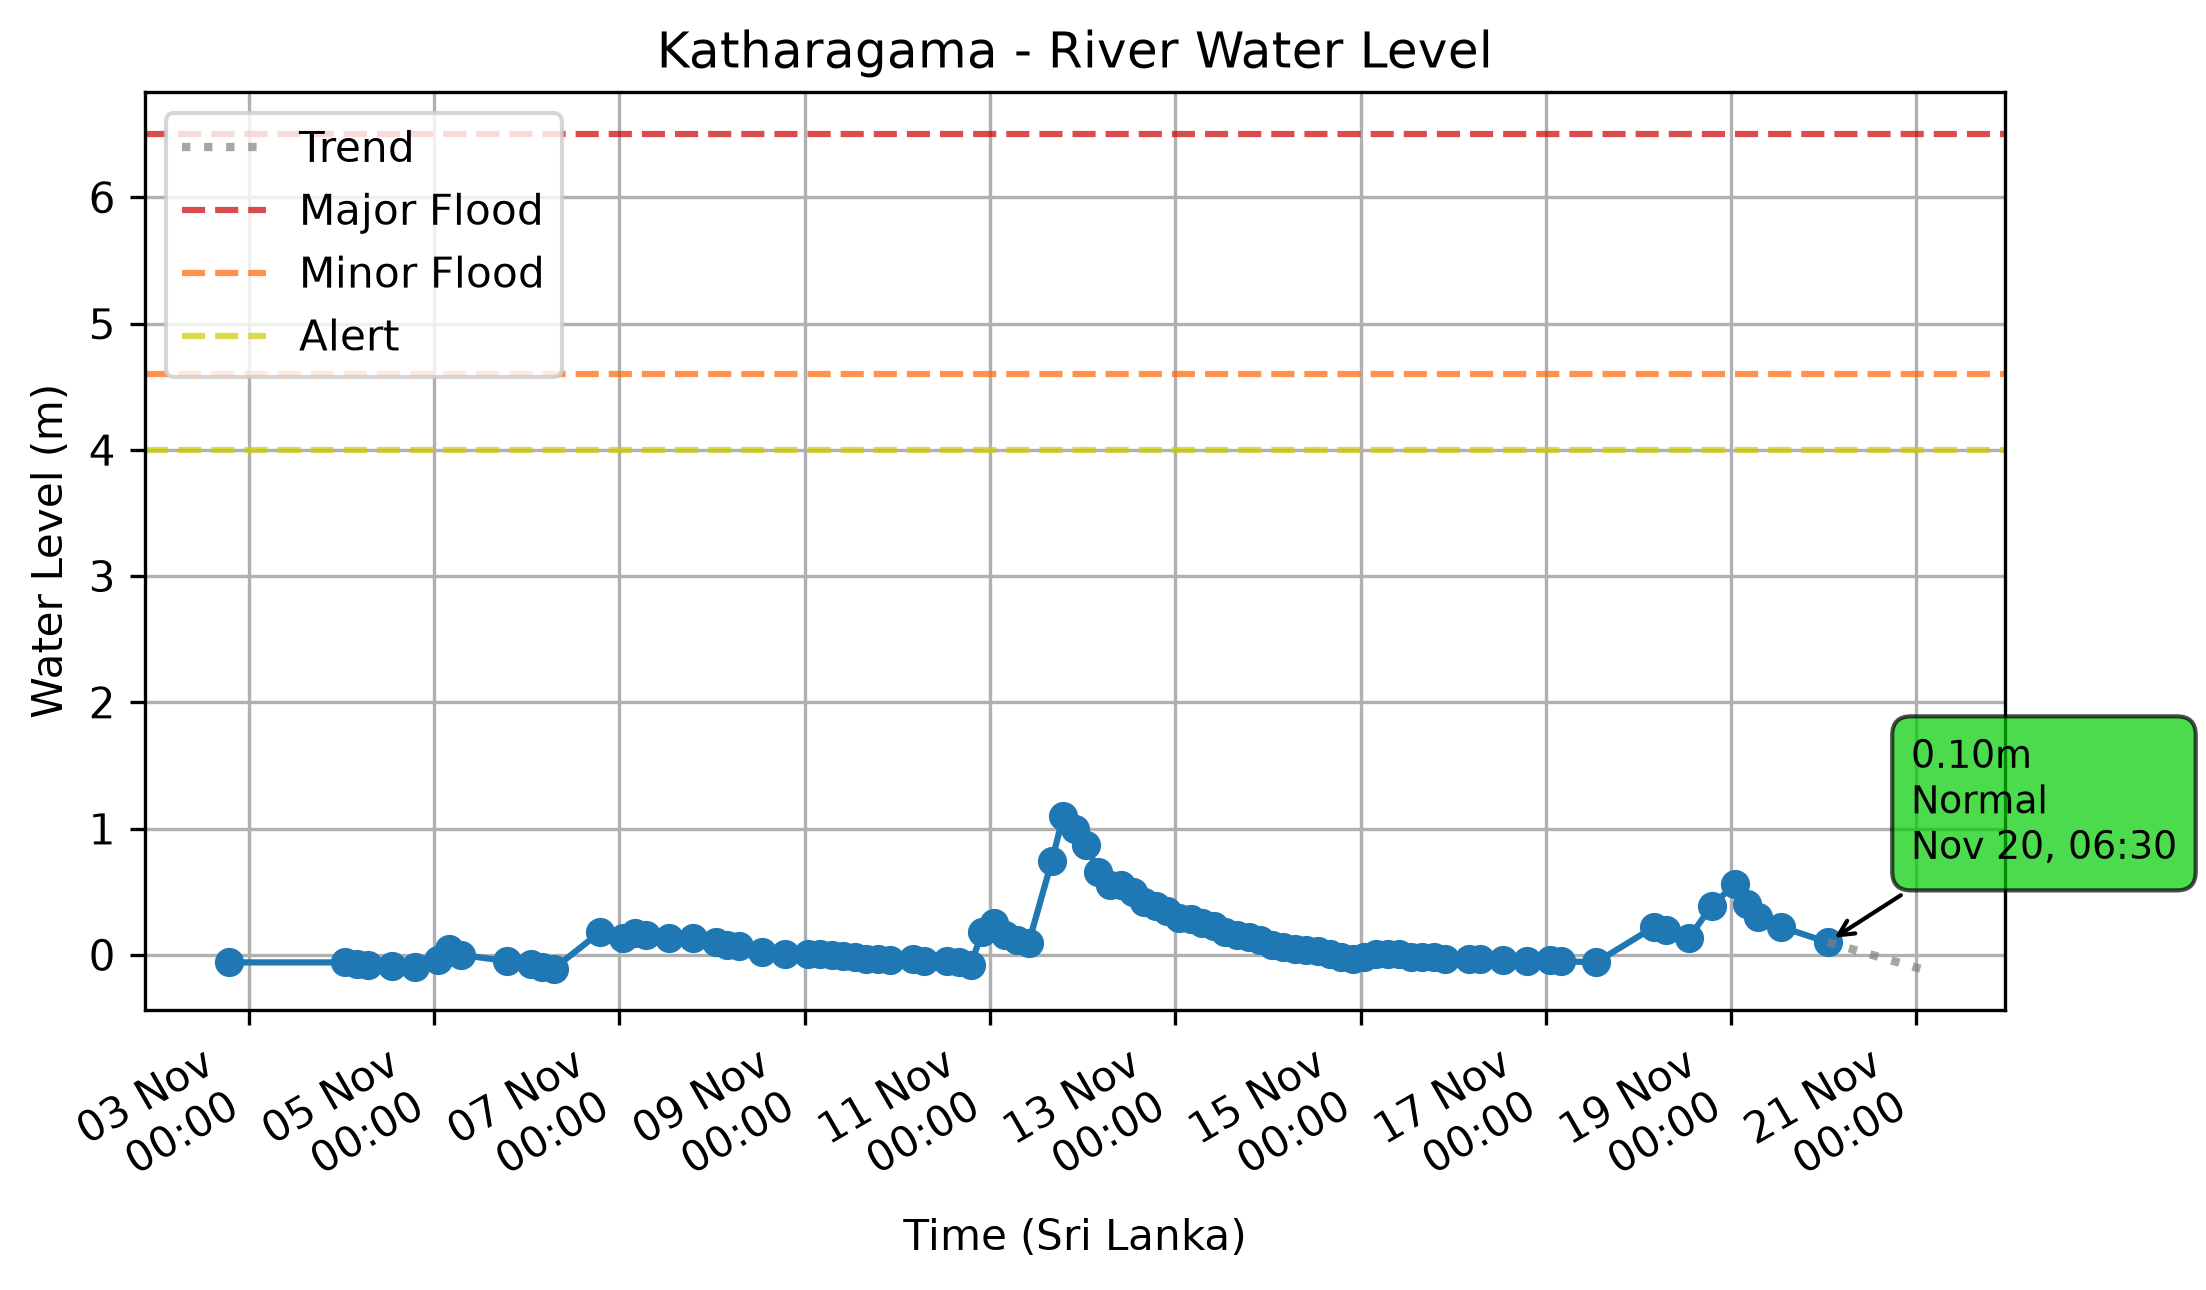 Katharagama - River Water Level
Trend
Major Flood
Minor Flood
Alert
Water Level (m)
6
5
4
3
2
1
0
0.10m
Normal
Nov 20, 06:30
03 Nov
00:00
05 Nov
00:00
07 Nov
00:00
09 Nov
00:00
11 Nov
00:00
13 Nov
00:00
15 Nov
00:00
17 Nov
00:00
19 Nov
00:00
21 Nov
00:00
Time (Sri Lanka)